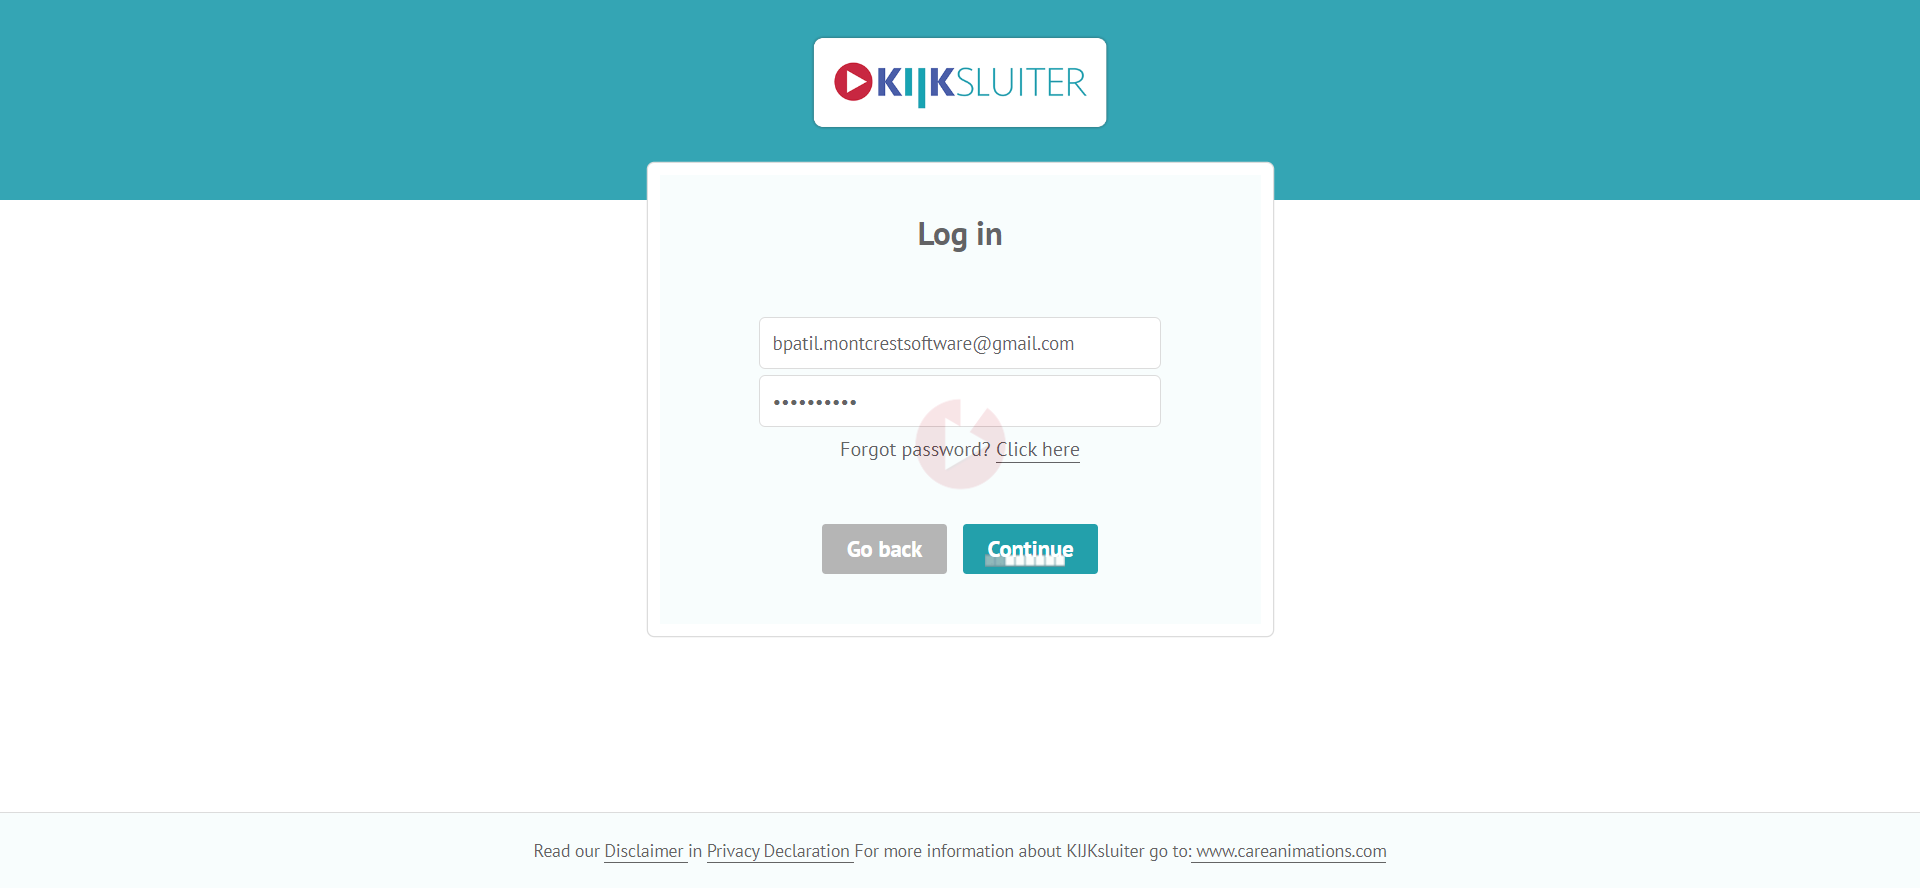 KIJKSLUITER
Log in
bpatil.montcrestsoftware@gmail.com
••••••••••
Forgot password? Click here
Go back Continue
Read our Disclaimer in Privacy Declaration For more information about KIJKsluiter go to: www.careanimations.com